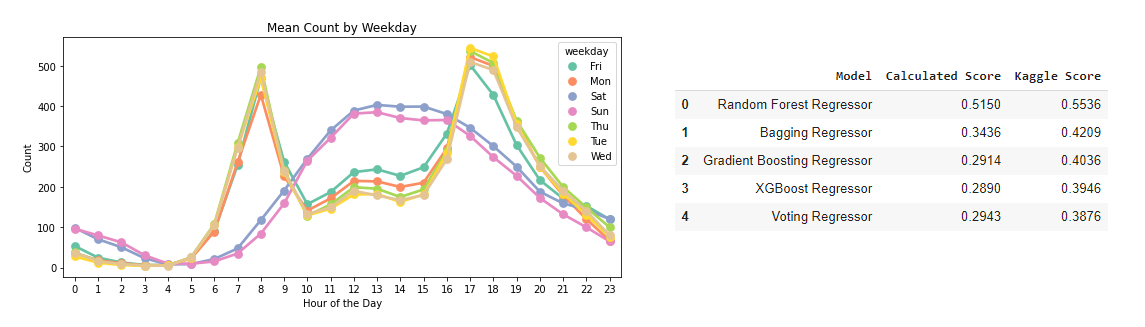 Mean Count by Weekday
Count
500
400
300
200
100
0
weekday
Fri
Mon
Sat
Sun
Thu
Tue
Wed
0 1 2 3 4 5 6 7 8 9 10 11 12 13 14 15 16 17 18 19 20 21 22 23
Hour of the Day
Model Calculated Score Kaggle Score
0 Random Forest Regressor 0.5150 0.5536
1 Bagging Regressor 0.3436 0.4209
2 Gradient Boosting Regressor 0.2914 0.4036
3 XGBoost Regressor 0.2890 0.3946
4 Voting Regressor 0.2943 0.3876